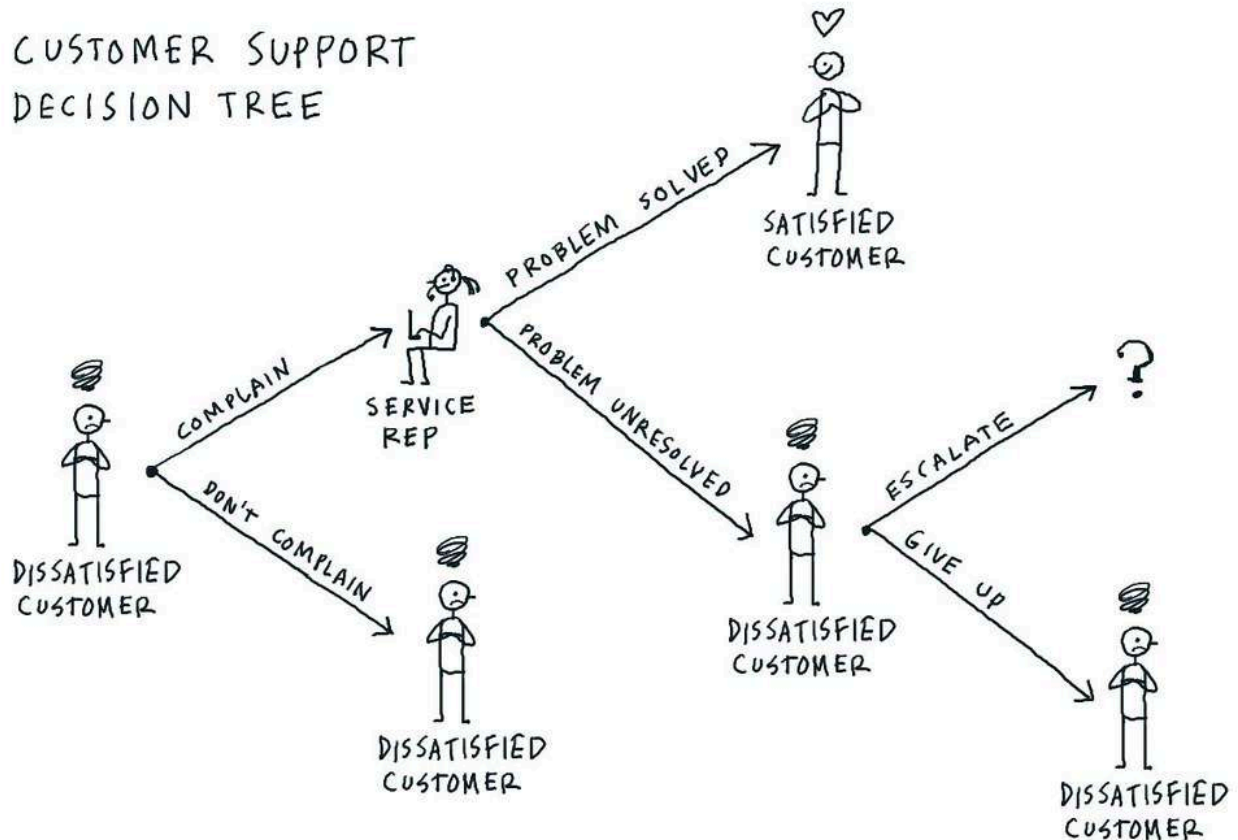 CUSTOMER SUPPORT
DECISION TREE
SATISFIED
CUSTOMER
PROBLEM SOLVED
COMPLAIN
SERVICE
REP
PROBLEM UNRESOLVED
?
ESCALATE
DISSATISFIED
CUSTOMER
DON'T COMPLAIN
GIVE UP
DISSATISFIED
CUSTOMER
DISSATISFIED
CUSTOMER
DISSATISFIED
CUSTOMER